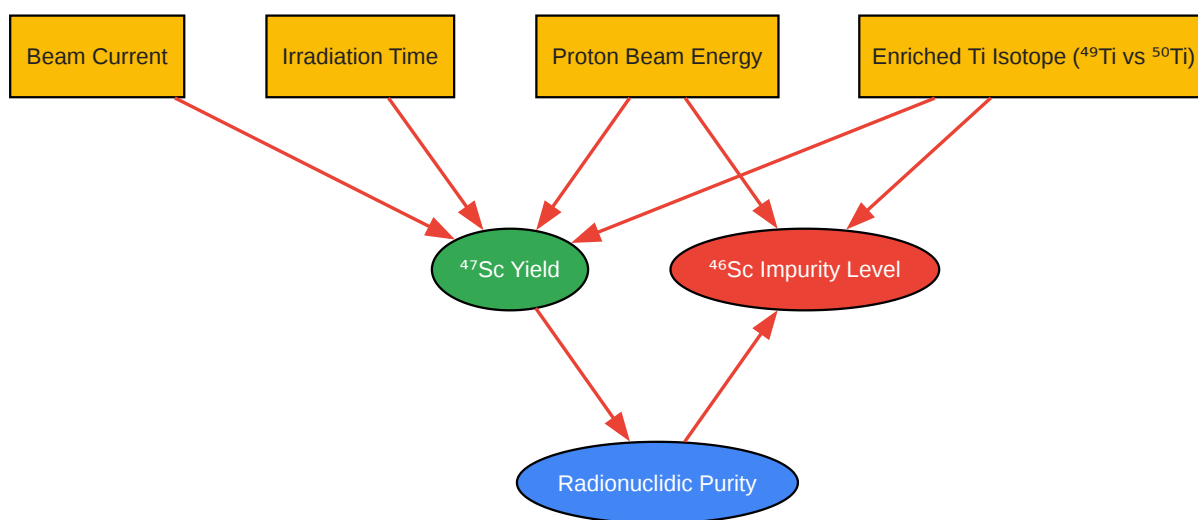 Beam Current
Irradiation Time
Proton Beam Energy
Enriched Ti Isotope (⁴⁹Ti vs ⁵⁰Ti)
⁴⁷Sc Yield
⁴⁶Sc Impurity Level
Radionuclidic Purity